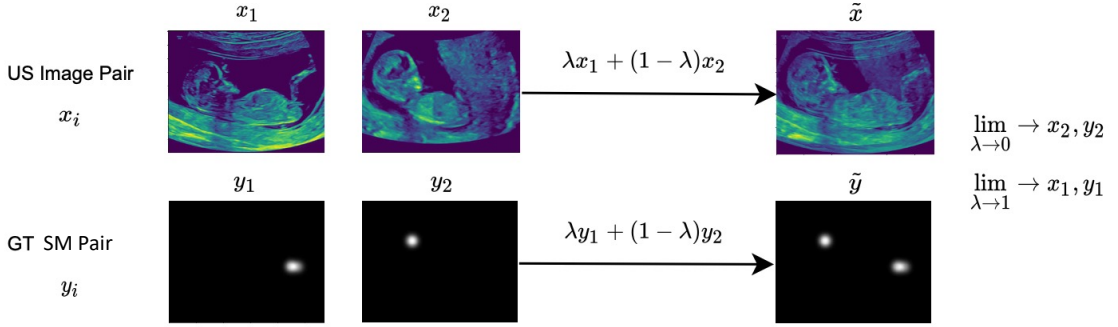 x₁ x₂ x̃
US Image Pair
xᵢ
λx₁ + (1 − λ)x₂
lim λ→0 → x₂, y₂
lim λ→1 → x₁, y₁
y₁ y₂ ỹ
GT SM Pair
yᵢ
λy₁ + (1 − λ)y₂